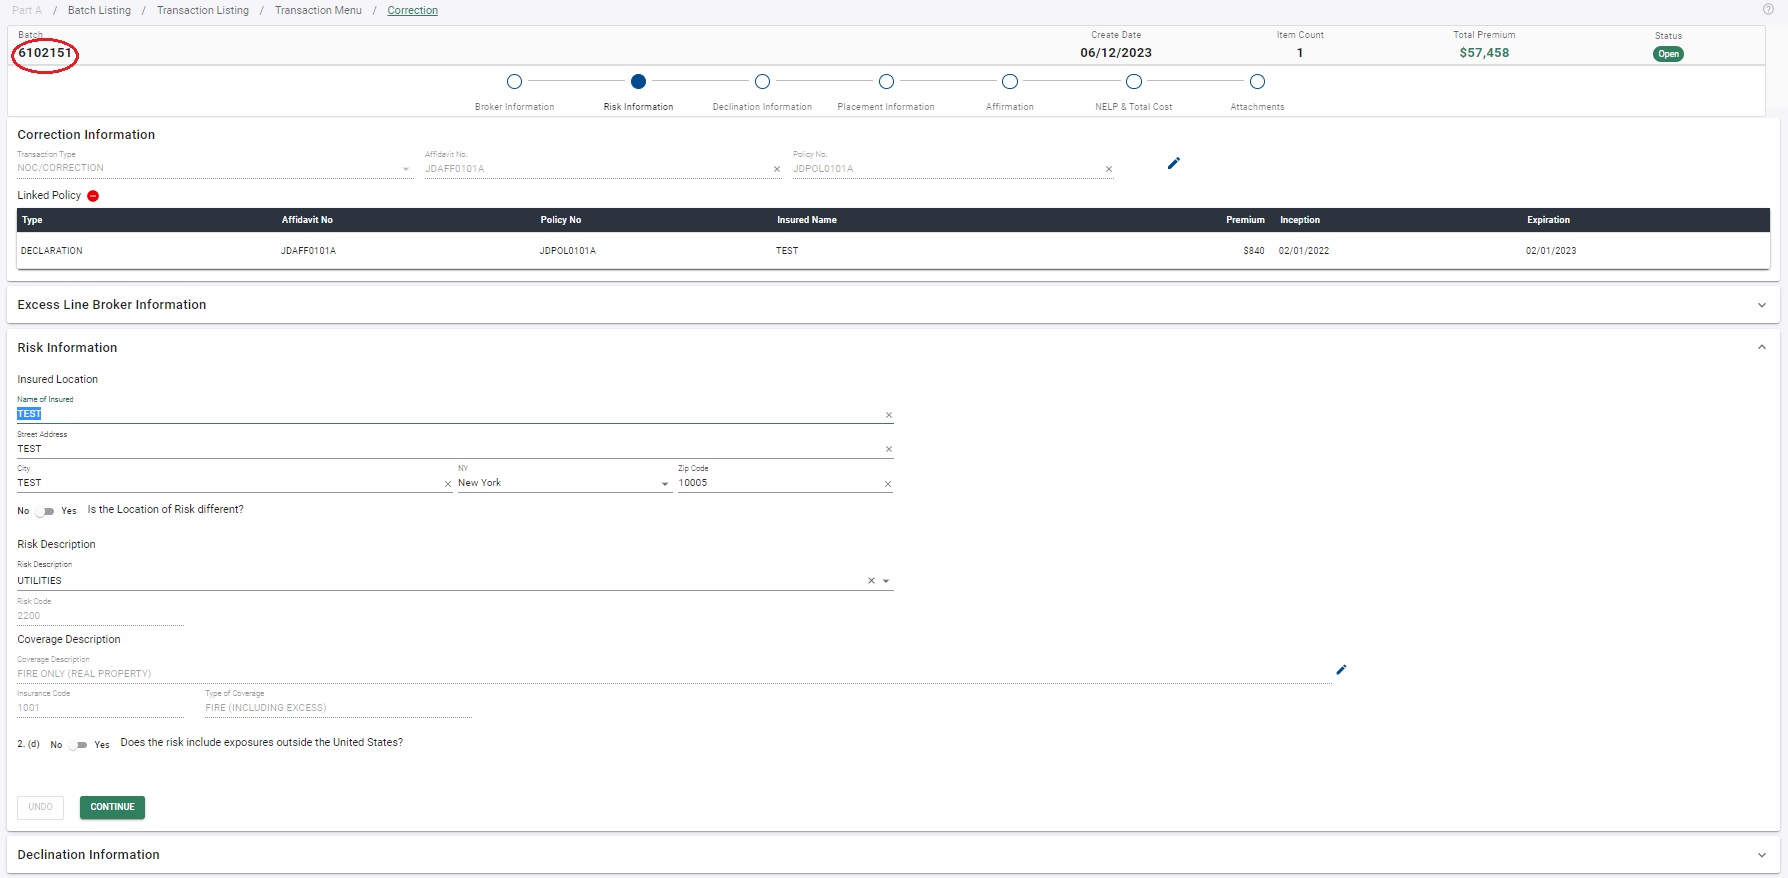 Part A / Batch Listing / Transaction Listing / Transaction Menu / Correction
Batch Create Date Item Count Total Premium Status
6102151 06/12/2023 1 $57,458 Open
Broker Information Risk Information Declination Information Placement Information Affirmation NELP & Total Cost Attachments
Correction Information
Transaction Type Affidavit No. Policy No.
NOC/CORRECTION JDAFF0101A JDPOL0101A
Linked Policy
Type Affidavit No Policy No Insured Name Premium Inception Expiration
DECLARATION JDAFF0101A JDPOL0101A TEST $840 02/01/2022 02/01/2023
Excess Line Broker Information
Risk Information
Insured Location
Name of Insured
TEST
Street Address
TEST
City NY Zip Code
TEST New York 10005
No Yes Is the Location of Risk different?
Risk Description
Risk Description
UTILITIES
Risk Code
2200
Coverage Description
Coverage Description
FIRE ONLY (REAL PROPERTY)
Insurance Code Type of Coverage
1001 FIRE (INCLUDING EXCESS)
2. (d) No Yes Does the risk include exposures outside the United States?
UNDO CONTINUE
Declination Information